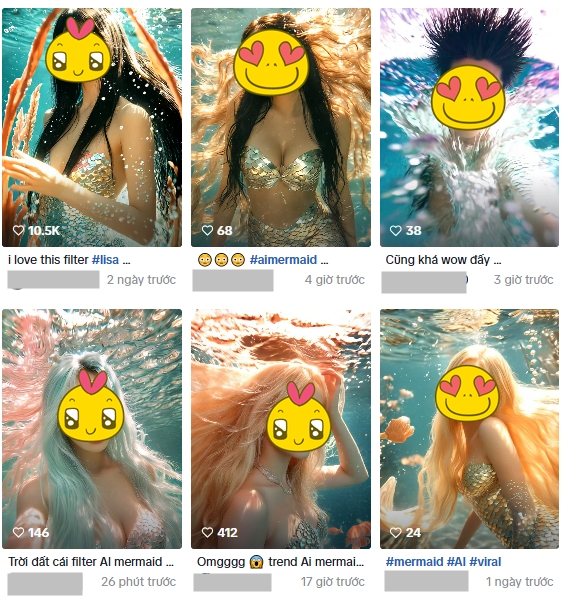 10.5K
68
38
i love this filter #lisa ...
#aimermaid ...
Cũng khá wow đấy ...
2 ngày trước
4 giờ trước
3 giờ trước
146
412
24
Trời đất cái filter AI mermaid ...
Omgggg 😱 trend Ai mermai...
#mermaid #AI #viral
26 phút trước
17 giờ trước
1 ngày trước